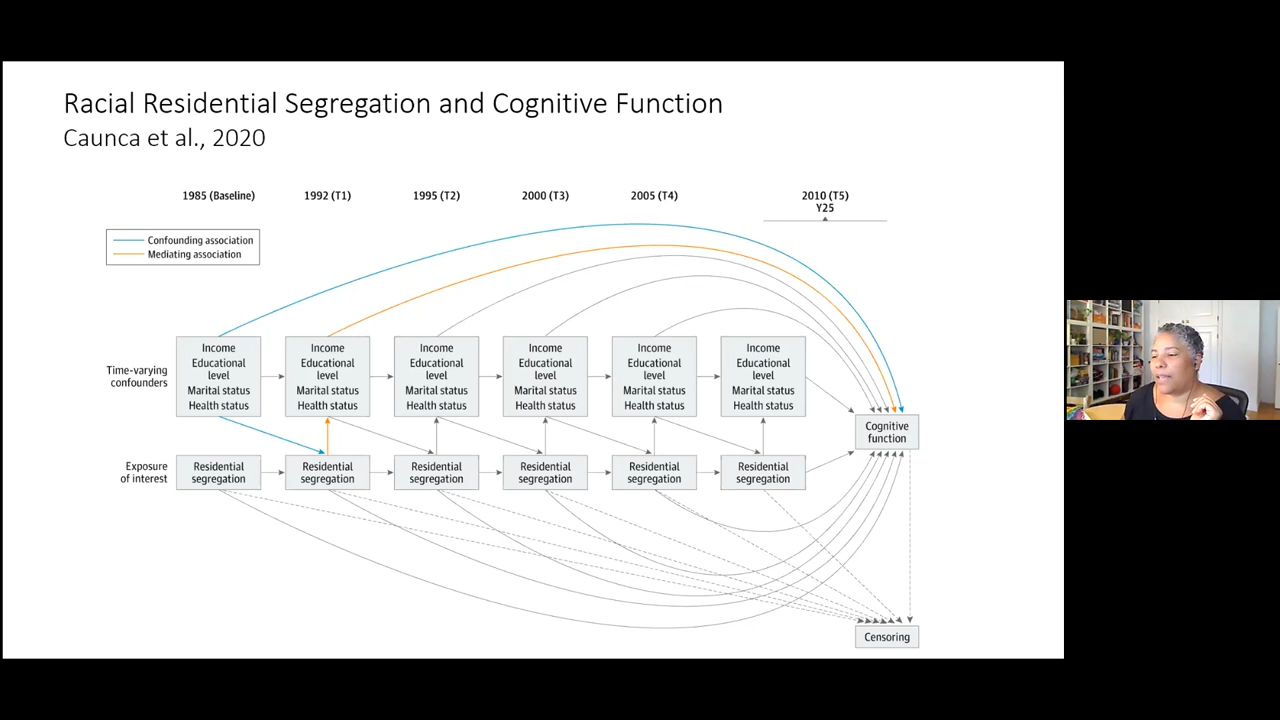 Racial Residential Segregation and Cognitive Function
Caunca et al., 2020
1985 (Baseline)
1992 (T1)
1995 (T2)
2000 (T3)
2005 (T4)
2010 (T5)
Y25
Confounding association
Mediating association
Time-varying
confounders
Income
Educational
level
Marital status
Health status
Income
Educational
level
Marital status
Health status
Income
Educational
level
Marital status
Health status
Income
Educational
level
Marital status
Health status
Income
Educational
level
Marital status
Health status
Income
Educational
level
Marital status
Health status
Cognitive
function
Exposure
of interest
Residential
segregation
Residential
segregation
Residential
segregation
Residential
segregation
Residential
segregation
Residential
segregation
Censoring